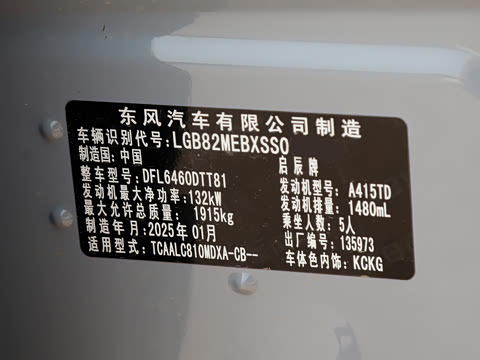 东风汽车有限公司制造
车辆识别代号:LGB82MEBXSS0
制造国:中国 启辰牌
整车型号:DFL6460DTT81 发动机型号:A415TD
发动机最大净功率:132kW 发动机排量:1480mL
最大允许总质量: 1915kg 乘坐人数:5人
制造年月:2025年01月 出厂编号:135973
适用型式:TCAALC810MDXA-CB-- 车体色内饰:KCKG